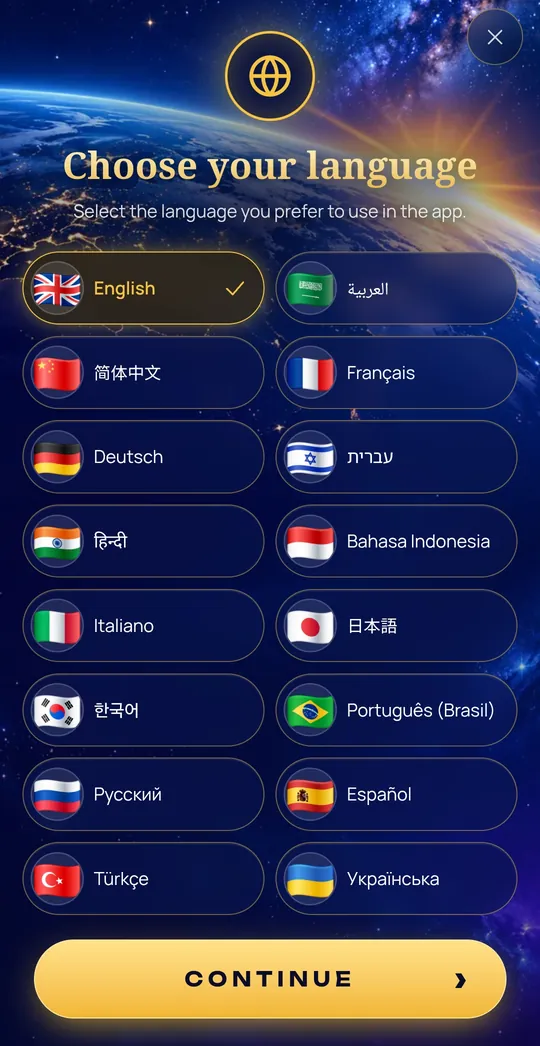 Choose your language
Select the language you prefer to use in the app.
English
العربية
简体中文
Français
Deutsch
עברית
हिन्दी
Bahasa Indonesia
Italiano
日本語
한국어
Português (Brasil)
Русский
Español
Türkçe
Українська
CONTINUE